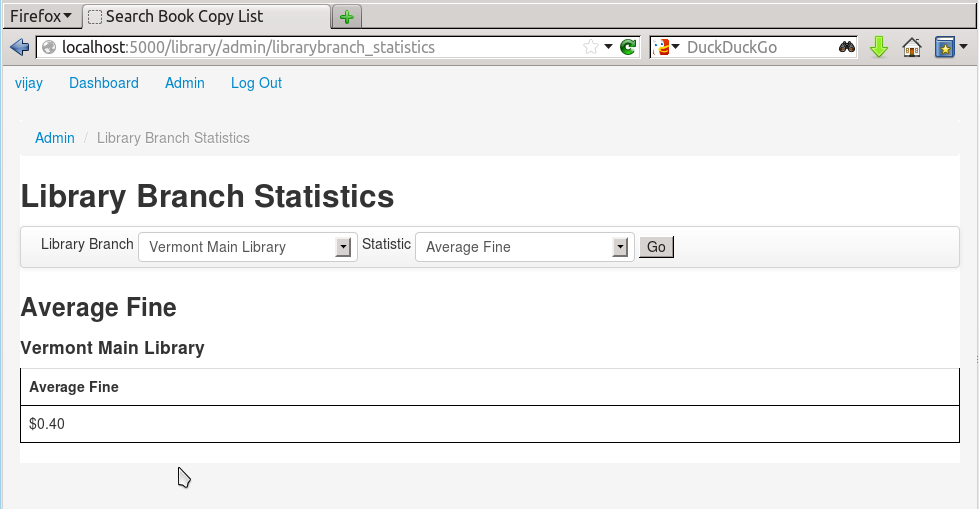 Firefox Search Book Copy List
localhost:5000/library/admin/librarybranch_statistics DuckDuckGo
vijay Dashboard Admin Log Out
Admin / Library Branch Statistics
Library Branch Statistics
Library Branch Vermont Main Library Statistic Average Fine Go
Average Fine
Vermont Main Library
Average Fine
$0.40